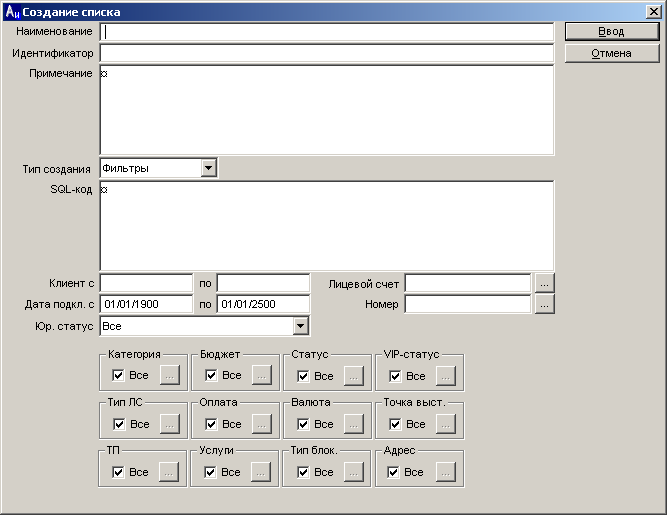 Аи Создание списка
Наименование
Ввод
Идентификатор
Отмена
Примечание
¤
Тип создания Фильтры
SQL-код
¤
Клиент с по Лицевой счет ...
Дата подкл. с 01/01/1900 по 01/01/2500 Номер ...
Юр. статус Все
Категория Бюджет Статус VIP-статус
Все ... Все ... Все ... Все ...
Тип ЛС Оплата Валюта Точка выст.
Все ... Все ... Все ... Все ...
ТП Услуги Тип блок. Адрес
Все ... Все ... Все ... Все ...